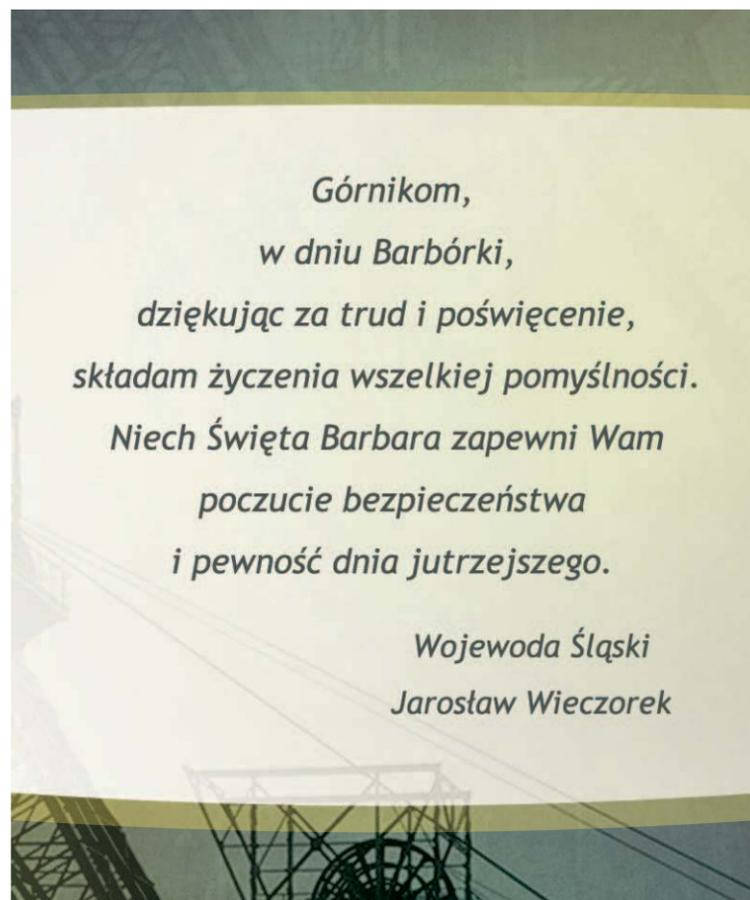 Górnikom,
w dniu Barbórki,
dziękując za trud i poświęcenie,
składam życzenia wszelkiej pomyślności.
Niech Święta Barbara zapewni Wam
poczucie bezpieczeństwa
i pewność dnia jutrzejszego.
Wojewoda Śląski
Jarosław Wieczorek